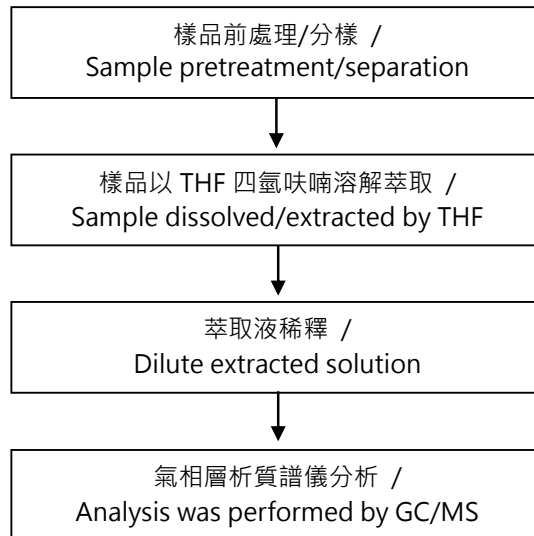 樣品前處理/分樣 /
Sample pretreatment/separation
樣品以 THF 四氫呋喃溶解萃取 /
Sample dissolved/extracted by THF
萃取液稀釋 /
Dilute extracted solution
氣相層析質譜儀分析 /
Analysis was performed by GC/MS